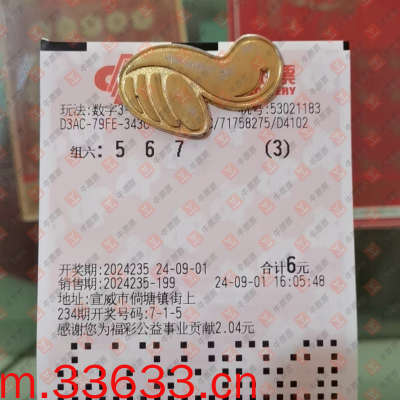 票
玩法:数字3
机号:53021183
D3AC-79FE-343C
/71758275/D4102
组六: 5 6 7 (3)
开奖期:2024235 24-09-01 合计6元
销售期:2024235-199 24-09-01 16:05:48
地址:宣威市倘塘镇街上
234期开奖号码:7-1-5
感谢您为福彩公益事业贡献2.04元
m.33633.cn